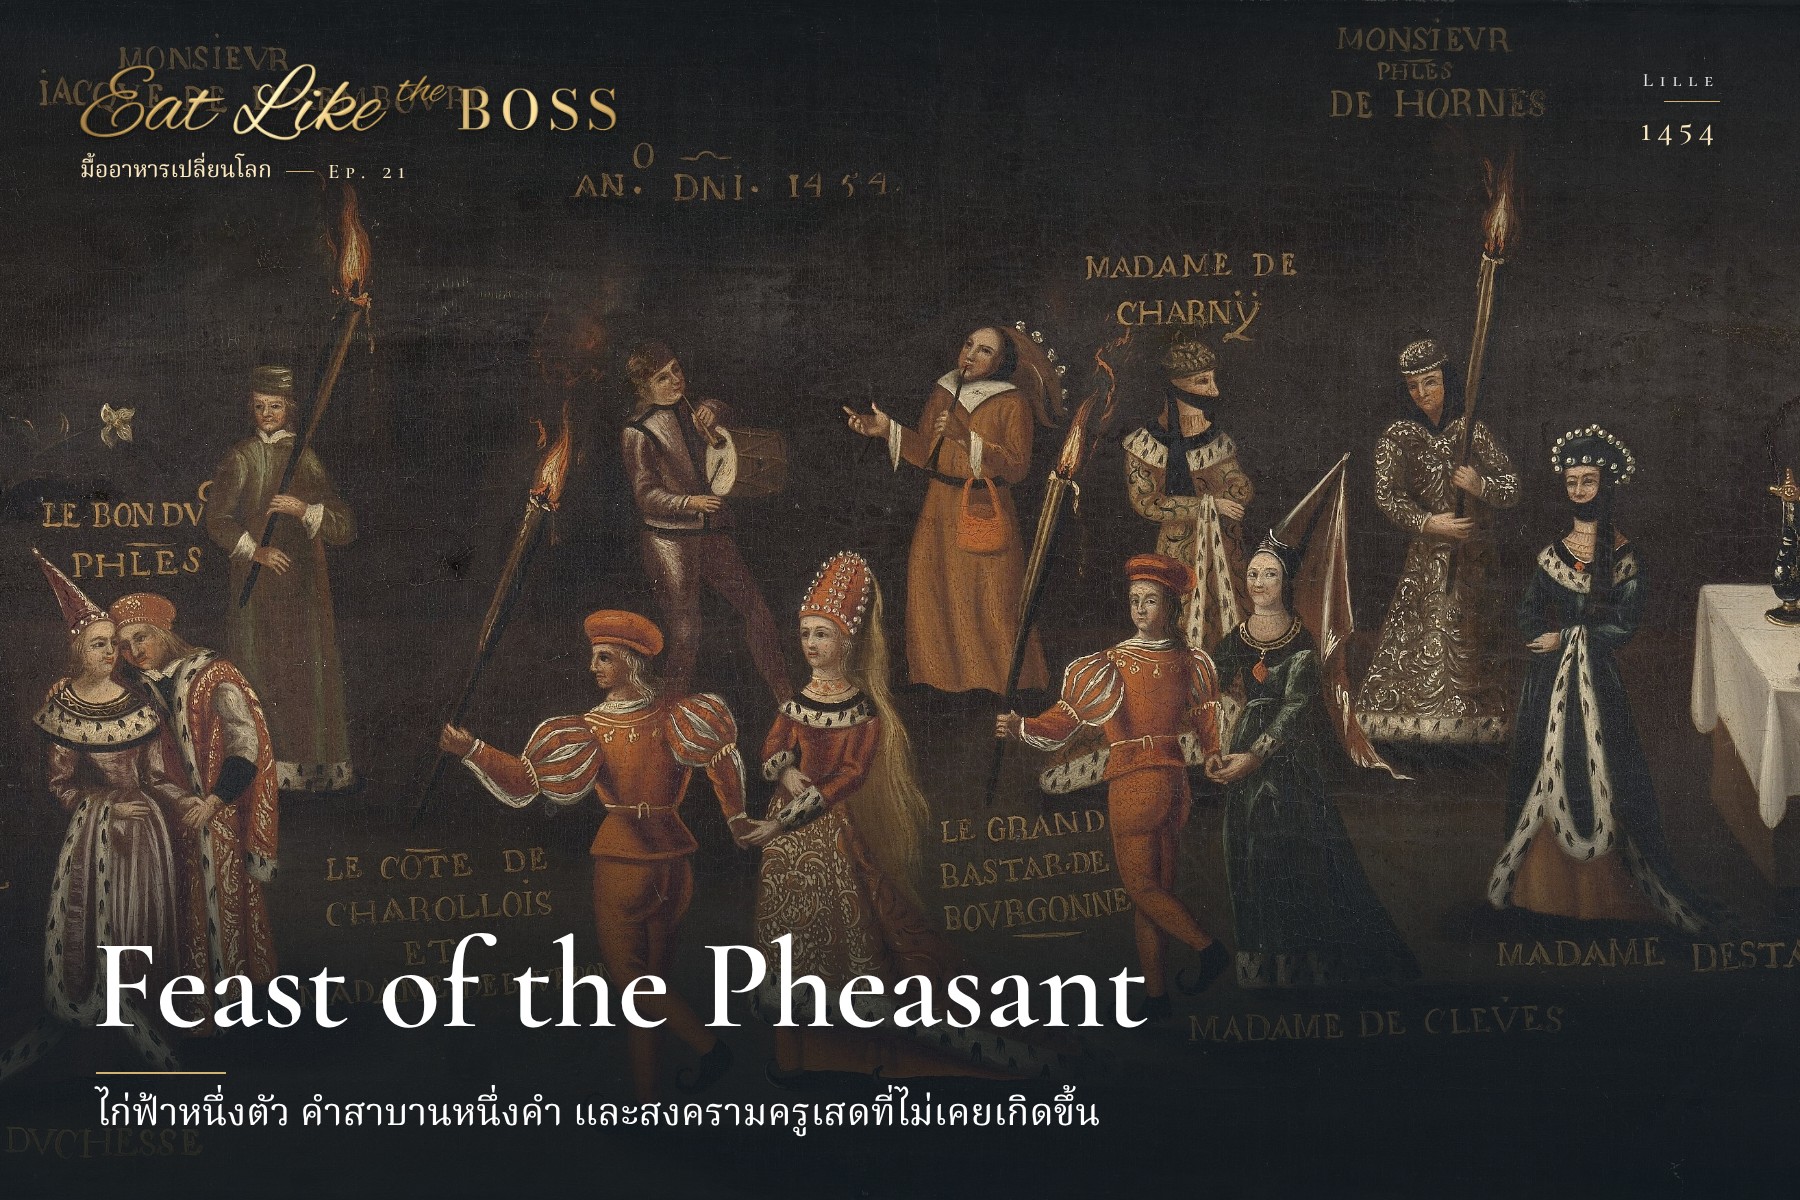 MONSIEVR
Eat Like the BOSS
มื้ออาหารเปลี่ยนโลก — EP. 21
MONSIEVR
PHLES
DE HORNES
LILLE
1454
AN. DNI. 1454.
MADAME DE
CHARNŸ
LE BON DVC
PHLES
LE COTE DE
CHAROLLOIS
ET
LE GRAND
BASTAR·DE
BOVRGONNE
MADAME
MADAME DE CLEVES
Feast of the Pheasant
ไก่ฟ้าหนึ่งตัว คำสาบานหนึ่งคำ และสงครามครูเสดที่ไม่เคยเกิดขึ้น
DVCHESSE